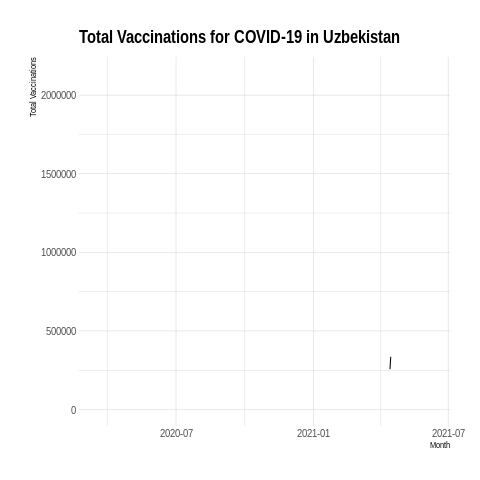 Total Vaccinations for COVID-19 in Uzbekistan
Total Vaccinations
2000000
1500000
1000000
500000
0
2020-07 2021-01 2021-07
Month